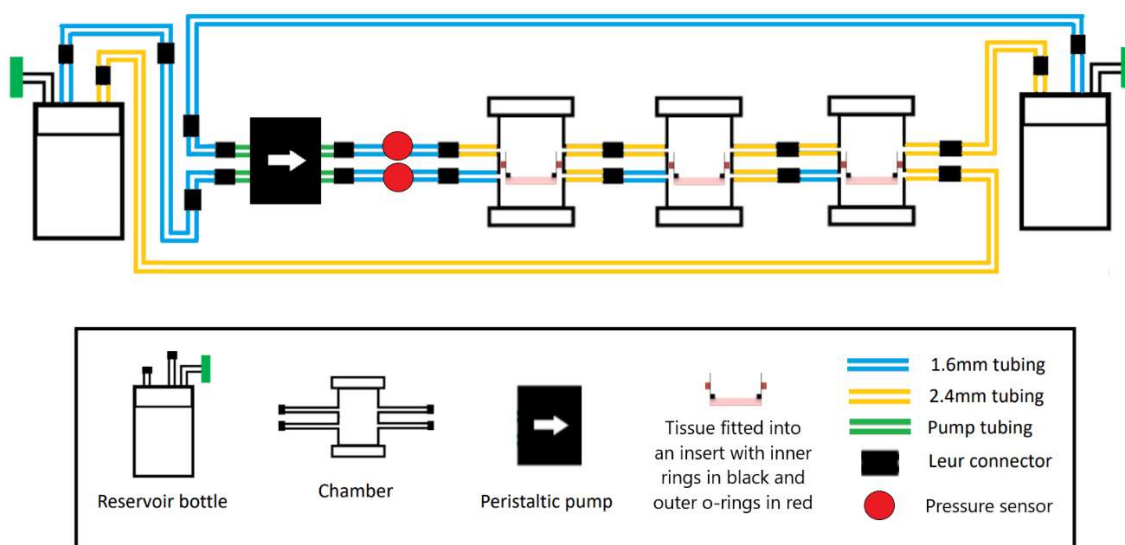 1.6mm tubing
2.4mm tubing
Pump tubing
Leur connector
Pressure sensor
Reservoir bottle
Chamber
Peristaltic pump
Tissue fitted into
an insert with inner
rings in black and
outer o-rings in red